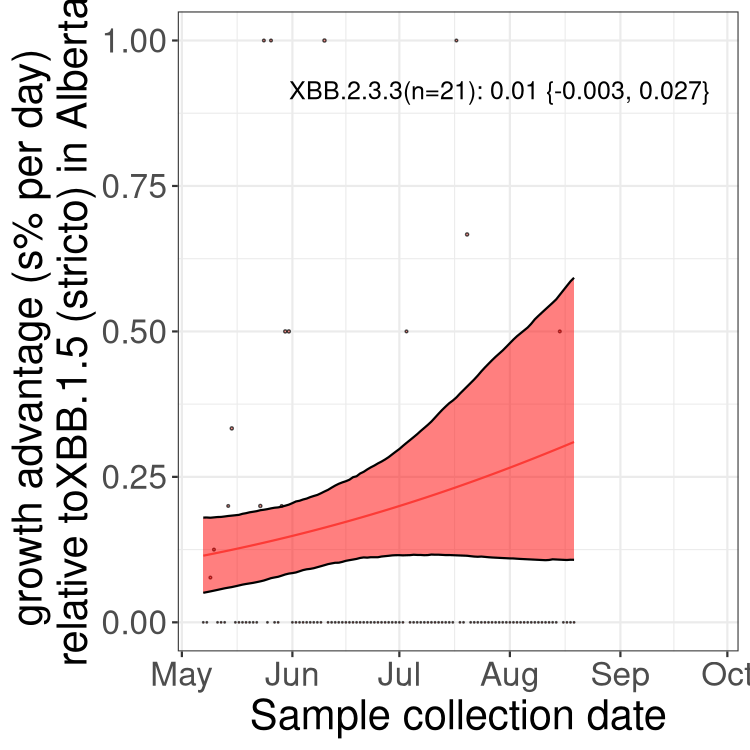 growth advantage (s% per day)
relative toXBB.1.5 (stricto) in Alberta
1.00
0.75
0.50
0.25
0.00
XBB.2.3.3(n=21): 0.01 {-0.003, 0.027}
May Jun Jul Aug Sep Oct
Sample collection date